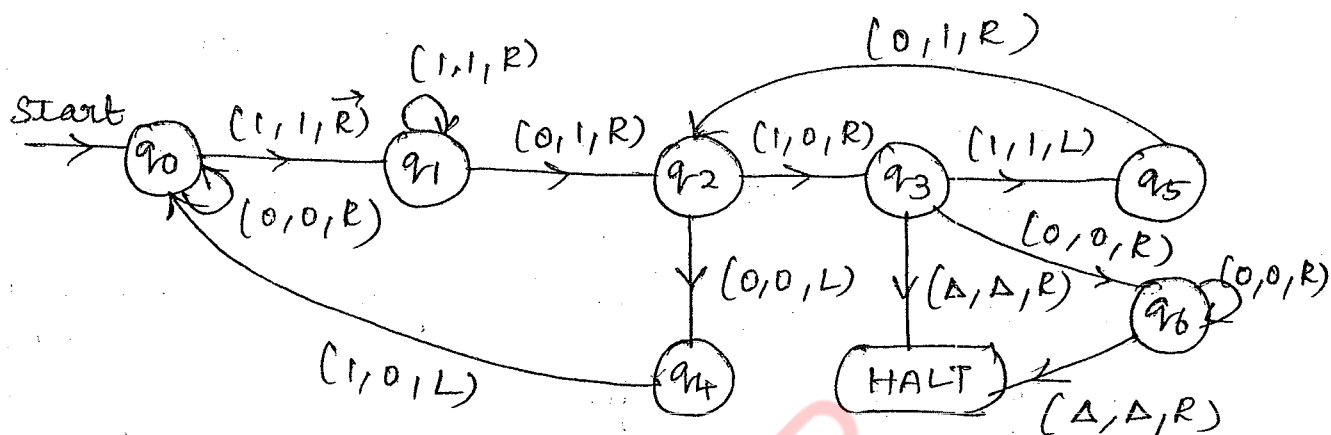 (0,1,R)
(1,1,R)
Start
(1,1,R)
(0,1,R)
(1,0,R)
(1,1,L)
q0
q1
q2
q3
q5
(0,0,R)
(0,0,R)
(0,0,R)
(0,0,L)
(Δ,Δ,R)
q6
(1,0,L)
q4
HALT
(Δ,Δ,R)